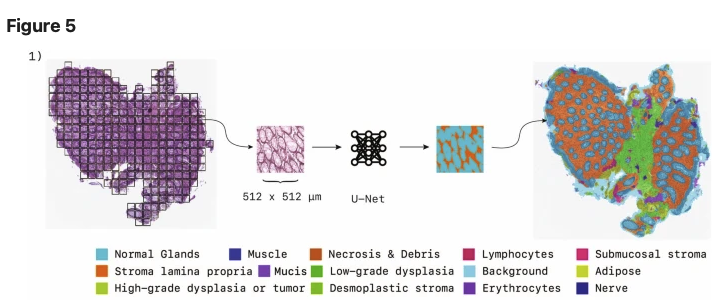 Figure 5
1)
512 x 512 μm
U-Net
Normal Glands Muscle Necrosis & Debris Lymphocytes Submucosal stroma
Stroma lamina propria Mucis Low-grade dysplasia Background Adipose
High-grade dysplasia or tumor Desmoplastic stroma Erythrocytes Nerve